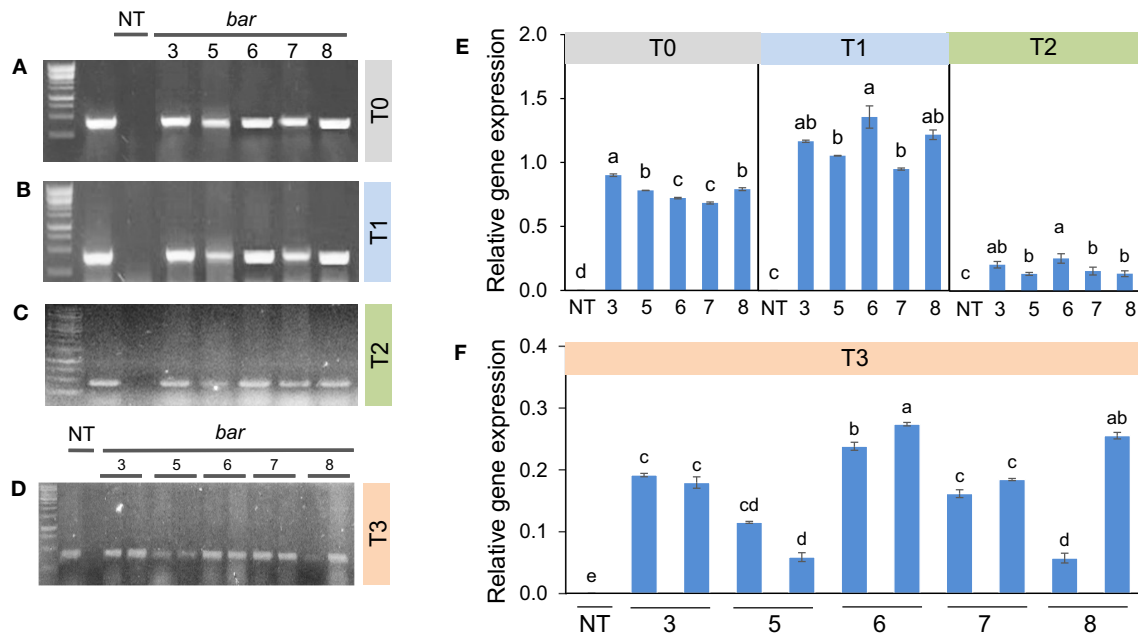 NT bar
3 5 6 7 8
A T0
B T1
C T2
NT bar
3 5 6 7 8
D T3
E
T0 T1 T2
Relative gene expression
2.0
1.5
1.0
0.5
0.0
d a b c c b
c ab b a b ab
c ab b a b b
NT 3 5 6 7 8 NT 3 5 6 7 8 NT 3 5 6 7 8
F
T3
Relative gene expression
0.4
0.3
0.2
0.1
0.0
e c c cd d b a c c d ab
NT 3 5 6 7 8